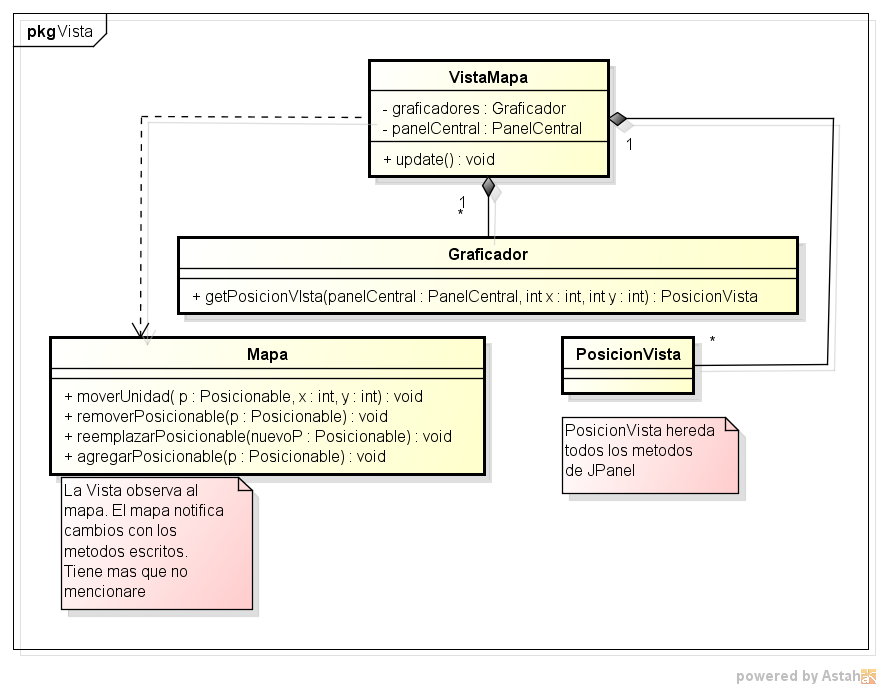 pkg Vista
VistaMapa
- graficadores : Graficador
- panelCentral : PanelCentral
+ update() : void
1
1
*
Graficador
+ getPosicionVIsta(panelCentral : PanelCentral, int x : int, int y : int) : PosicionVista
Mapa
+ moverUnidad( p : Posicionable, x : int, y : int) : void
+ removerPosicionable(p : Posicionable) : void
+ reemplazarPosicionable(nuevoP : Posicionable) : void
+ agregarPosicionable(p : Posicionable) : void
*
PosicionVista
PosicionVista hereda
todos los metodos
de JPanel
La Vista observa al
mapa. El mapa notifica
cambios con los
metodos escritos.
Tiene mas que no
mencionare
powered by Astah